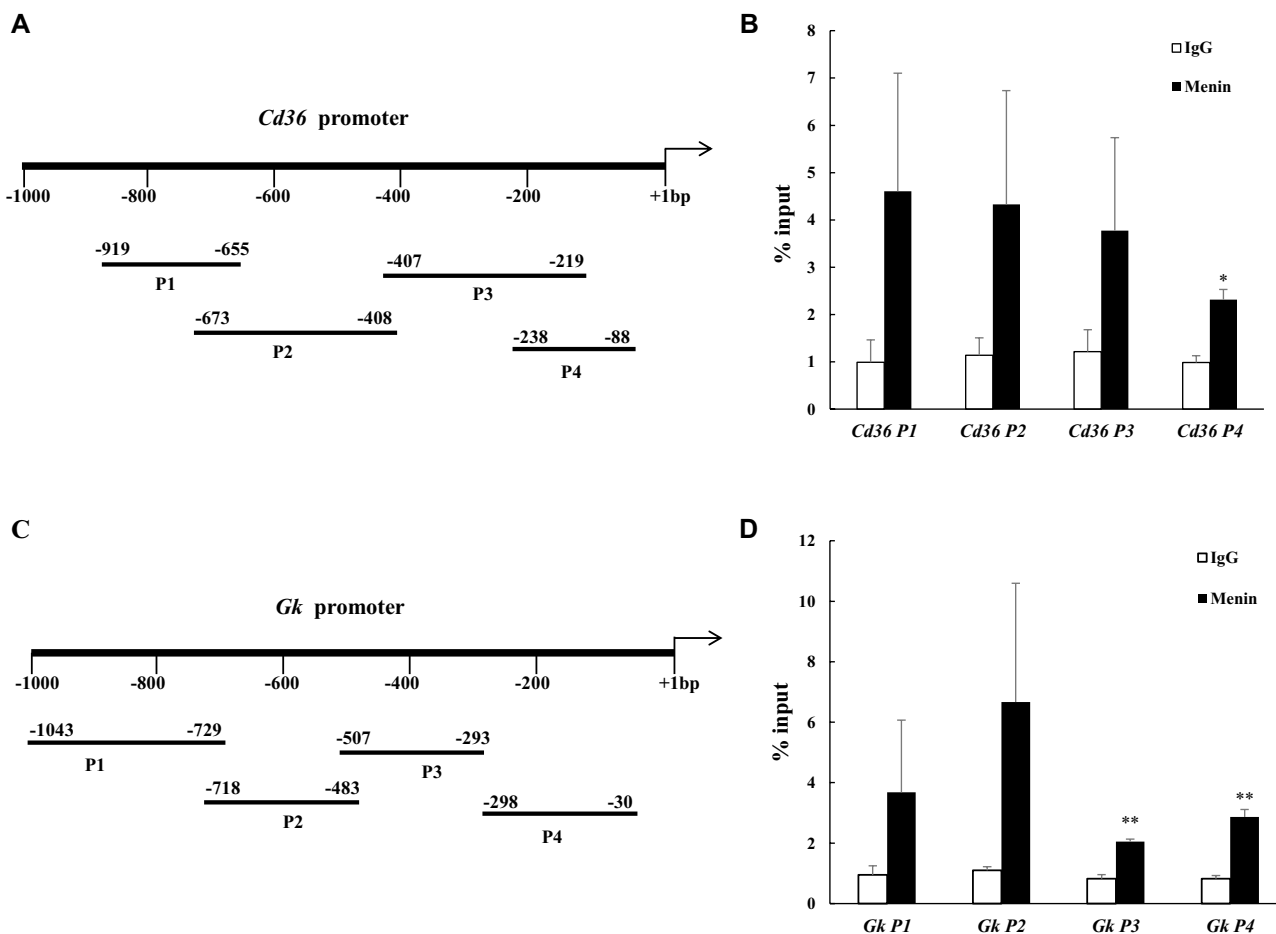 A
Cd36 promoter
-1000 -800 -600 -400 -200 +1bp
-919 -655
P1
-673 -408
P2
-407 -219
P3
-238 -88
P4
B
% input
8
7
6
5
4
3
2
1
0
IgG
Menin
*
Cd36 P1 Cd36 P2 Cd36 P3 Cd36 P4
C
Gk promoter
-1000 -800 -600 -400 -200 +1bp
-1043 -729
P1
-718 -483
P2
-507 -293
P3
-298 -30
P4
D
% input
12
10
8
6
4
2
0
IgG
Menin
** **
Gk P1 Gk P2 Gk P3 Gk P4